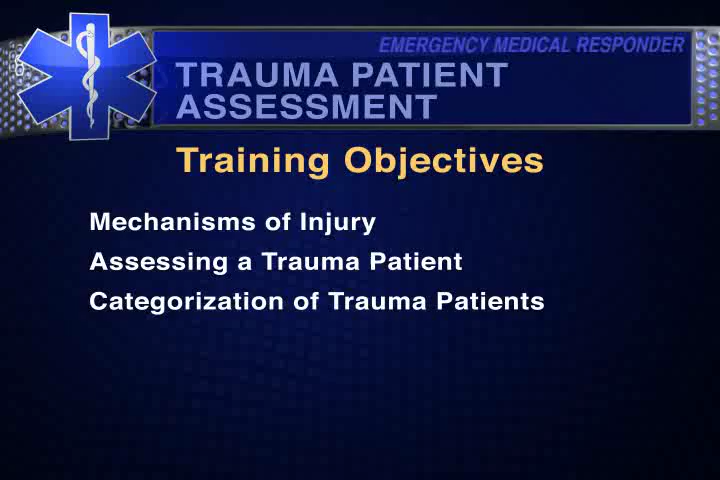 EMERGENCY MEDICAL RESPONDER
TRAUMA PATIENT
ASSESSMENT
Training Objectives
Mechanisms of Injury
Assessing a Trauma Patient
Categorization of Trauma Patients